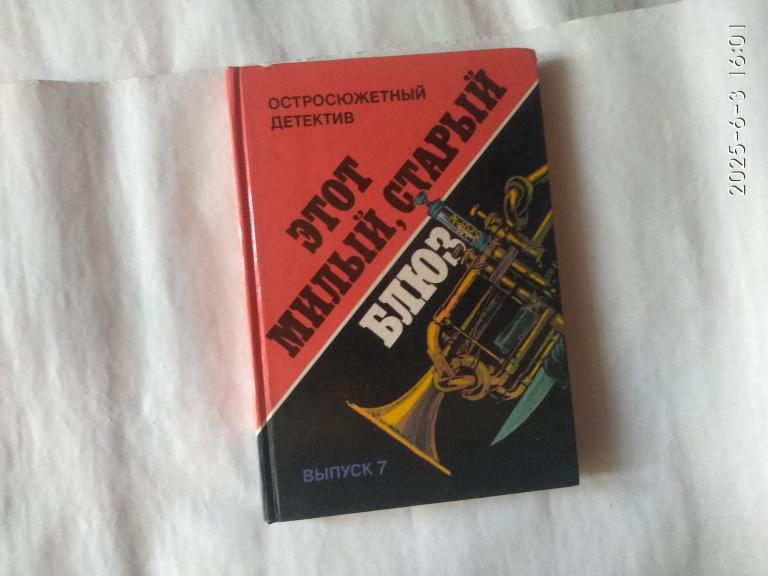 ОСТРОСЮЖЕТНЫЙ
ДЕТЕКТИВ
ЭТОТ
МИЛЫЙ, СТАРЫЙ
БЛЮЗ
ВЫПУСК 7
2025-6-3 16:01